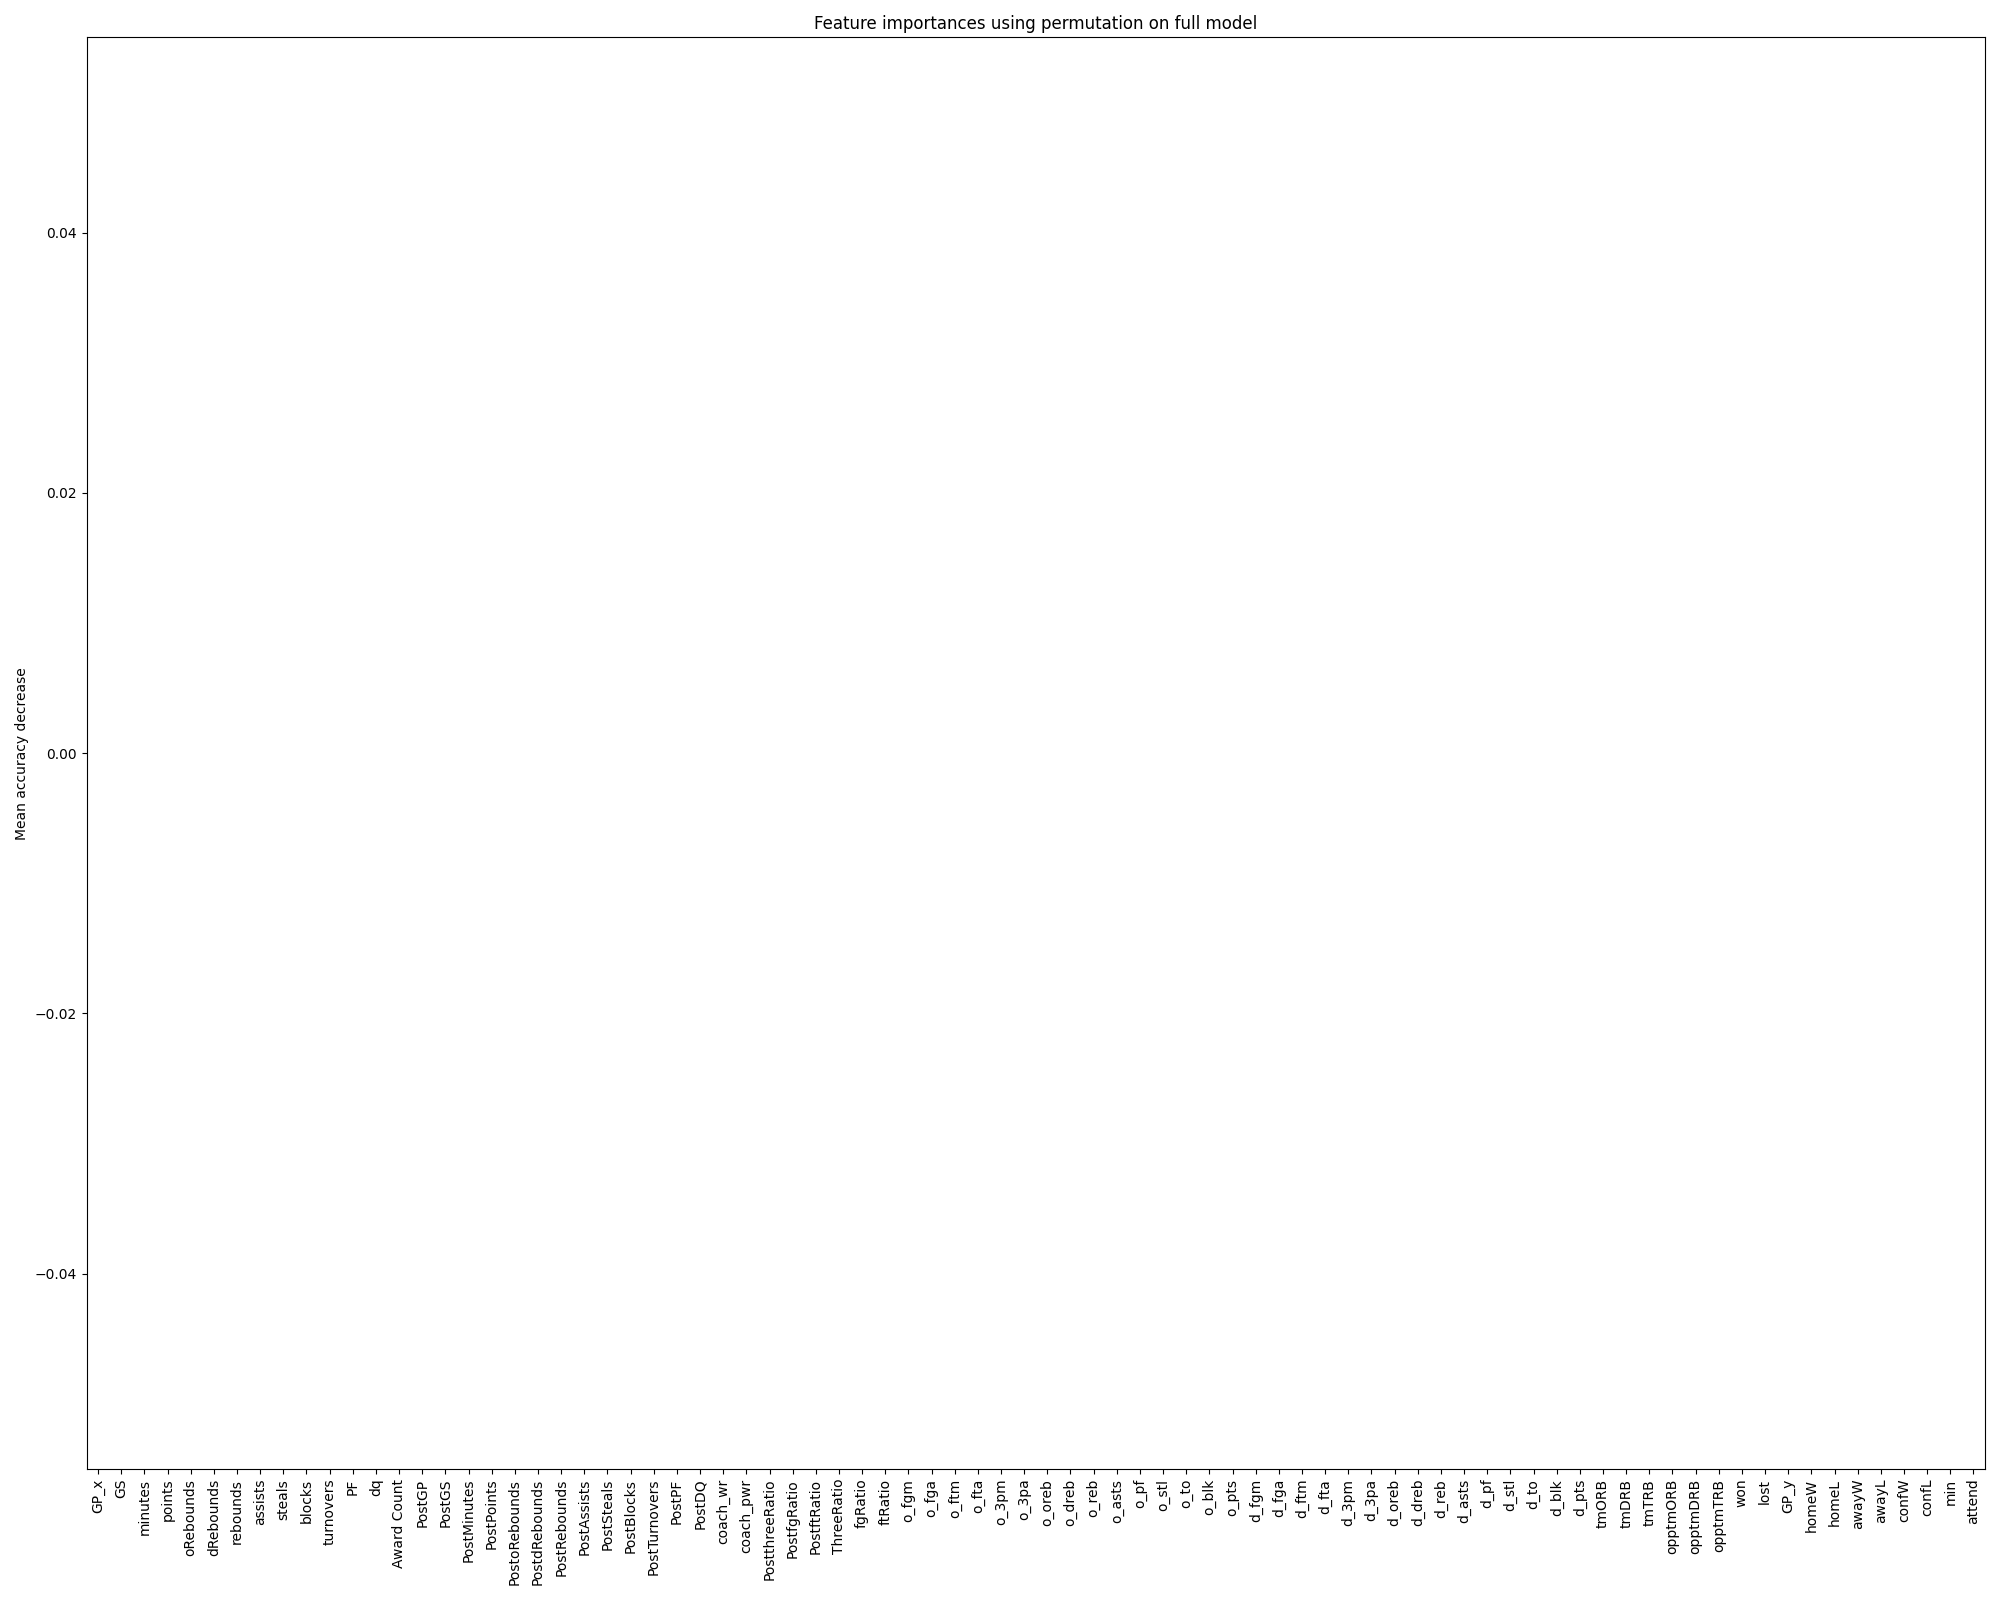 Feature importances using permutation on full model
Mean accuracy decrease
0.04
0.02
0.00
−0.02
−0.04
GP_x
GS
minutes
points
oRebounds
dRebounds
rebounds
assists
steals
blocks
turnovers
PF
dq
Award Count
PostGP
PostGS
PostMinutes
PostPoints
PostoRebounds
PostdRebounds
PostRebounds
PostAssists
PostSteals
PostBlocks
PostTurnovers
PostPF
PostDQ
coach_wr
coach_pwr
PostthreeRatio
PostfgRatio
PostftRatio
ThreeRatio
fgRatio
ftRatio
o_fgm
o_fga
o_ftm
o_fta
o_3pm
o_3pa
o_oreb
o_dreb
o_reb
o_asts
o_pf
o_stl
o_to
o_blk
o_pts
d_fgm
d_fga
d_ftm
d_fta
d_3pm
d_3pa
d_oreb
d_dreb
d_reb
d_asts
d_pf
d_stl
d_to
d_blk
d_pts
tmORB
tmDRB
tmTRB
opptmORB
opptmDRB
opptmTRB
won
lost
GP_y
homeW
homeL
awayW
awayL
confW
confL
min
attend